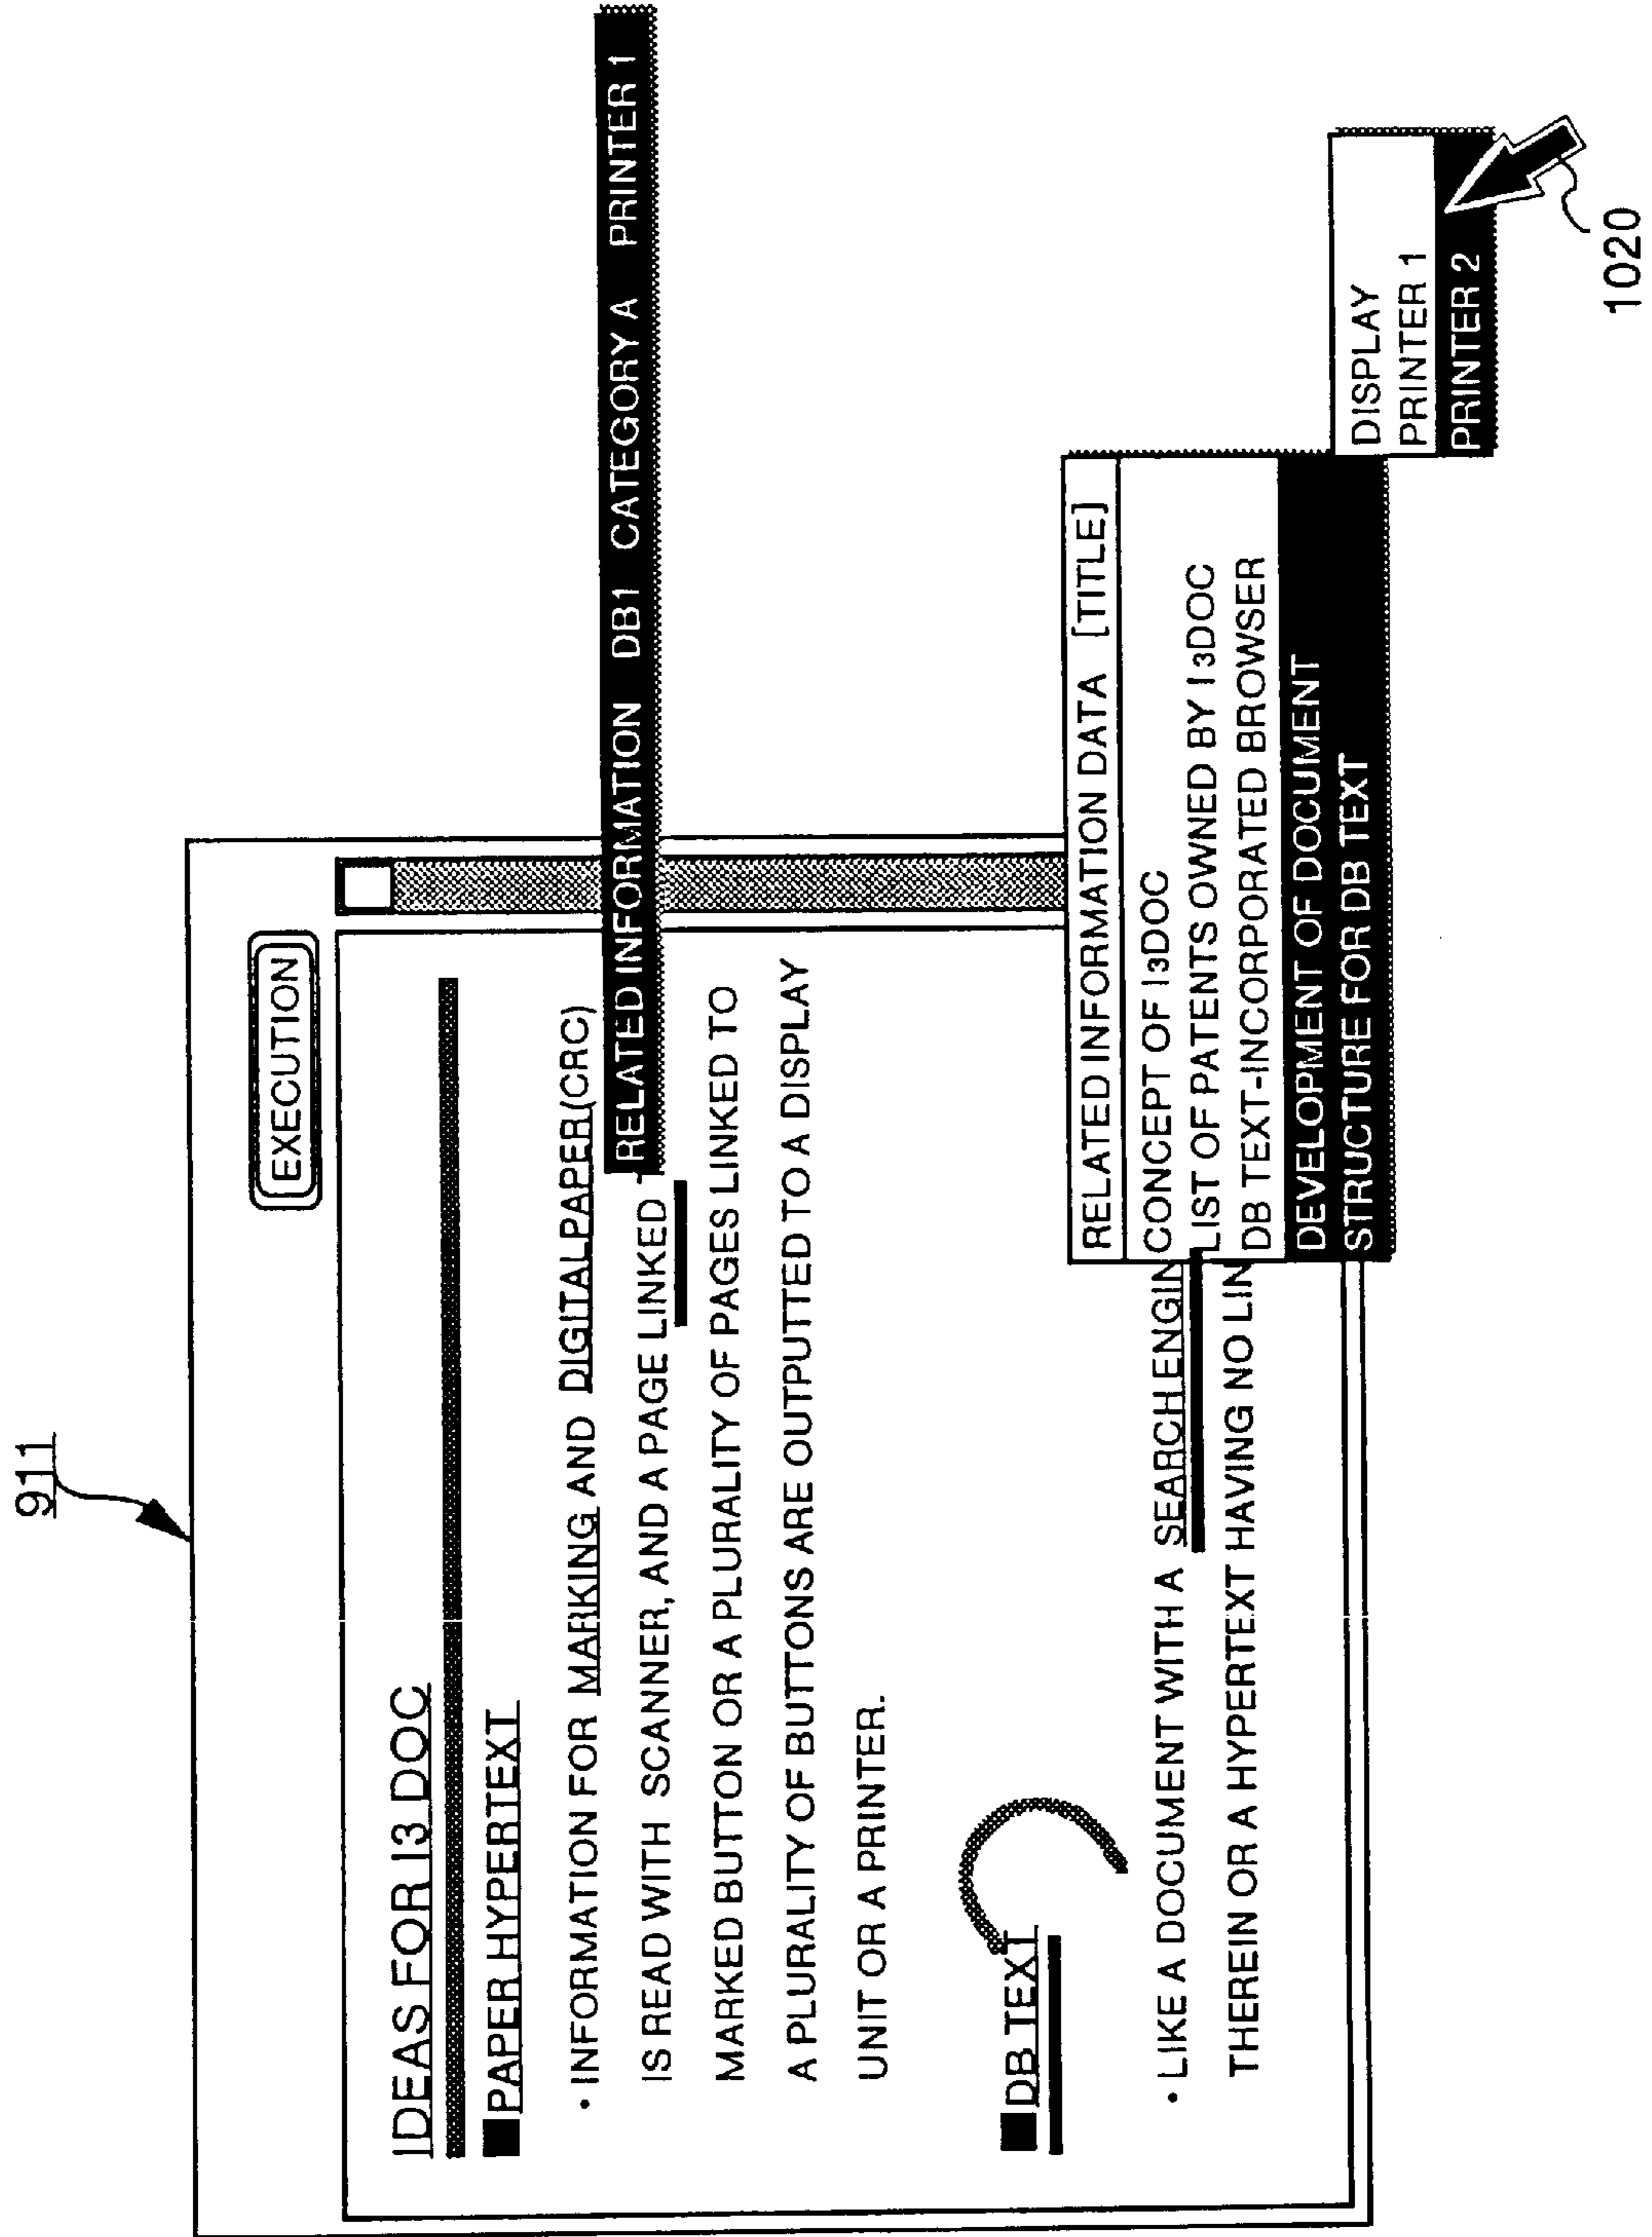 911
EXECUTION
IDEAS FOR I3 DOC
■PAPER HYPERTEXT
• INFORMATION FOR MARKING AND DIGITALPAPER(CRC)
RELATED INFORMATION DB1 CATEGORY A PRINTER 1
IS READ WITH SCANNER, AND A PAGE LINKED T
MARKED BUTTON OR A PLURALITY OF PAGES LINKED TO
A PLURALITY OF BUTTONS ARE OUTPUTTED TO A DISPLAY
UNIT OR A PRINTER.
■DB TEXT
• LIKE A DOCUMENT WITH A SEARCH ENGIN
THEREIN OR A HYPERTEXT HAVING NO LIN
RELATED INFORMATION DATA [TITLE]
CONCEPT OF I3DOC
LIST OF PATENTS OWNED BY I3DOC
DB TEXT-INCORPORATED BROWSER
DEVELOPMENT OF DOCUMENT
STRUCTURE FOR DB TEXT
DISPLAY
PRINTER 1
PRINTER 2
1020